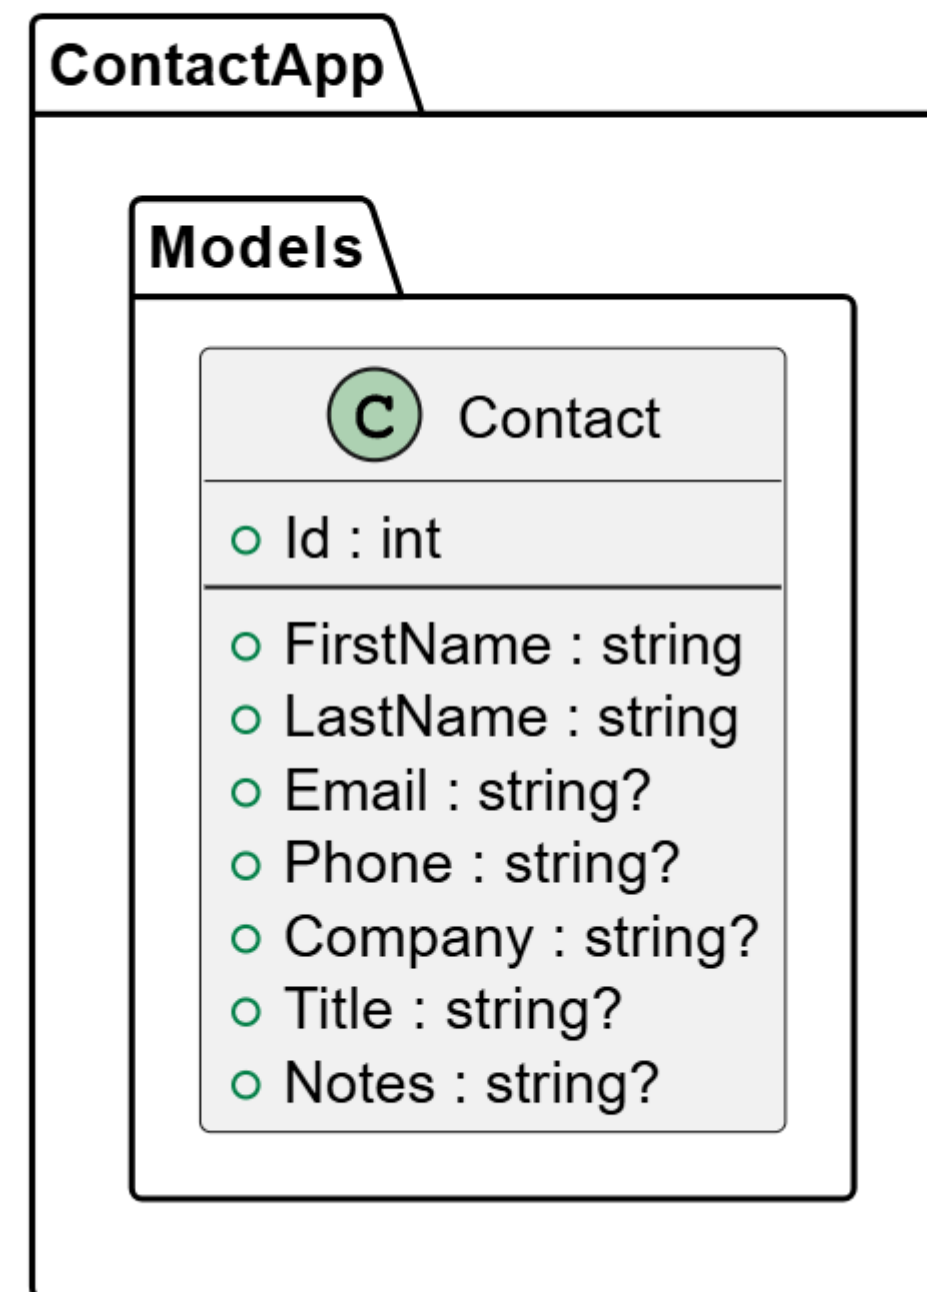 ContactApp
Models
C Contact
Id : int
FirstName : string
LastName : string
Email : string?
Phone : string?
Company : string?
Title : string?
Notes : string?